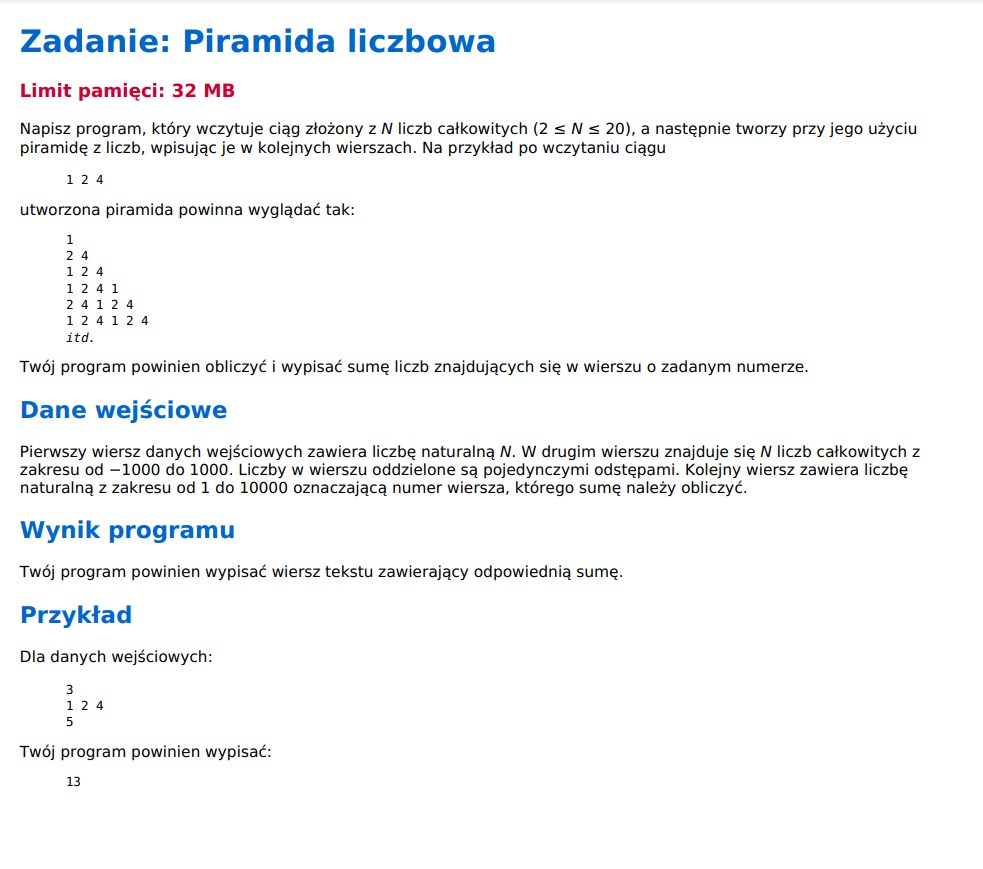 Zadanie: Piramida liczbowa
Limit pamięci: 32 MB
Napisz program, który wczytuje ciąg złożony z N liczb całkowitych (2 ≤ N ≤ 20), a następnie tworzy przy jego użyciu
piramidę z liczb, wpisując je w kolejnych wierszach. Na przykład po wczytaniu ciągu
1 2 4
utworzona piramida powinna wyglądać tak:
1
2 4
1 2 4
1 2 4 1
2 4 1 2 4
1 2 4 1 2 4
itd.
Twój program powinien obliczyć i wypisać sumę liczb znajdujących się w wierszu o zadanym numerze.
Dane wejściowe
Pierwszy wiersz danych wejściowych zawiera liczbę naturalną N. W drugim wierszu znajduje się N liczb całkowitych z
zakresu od −1000 do 1000. Liczby w wierszu oddzielone są pojedynczymi odstępami. Kolejny wiersz zawiera liczbę
naturalną z zakresu od 1 do 10000 oznaczającą numer wiersza, którego sumę należy obliczyć.
Wynik programu
Twój program powinien wypisać wiersz tekstu zawierający odpowiednią sumę.
Przykład
Dla danych wejściowych:
3
1 2 4
5
Twój program powinien wypisać:
13